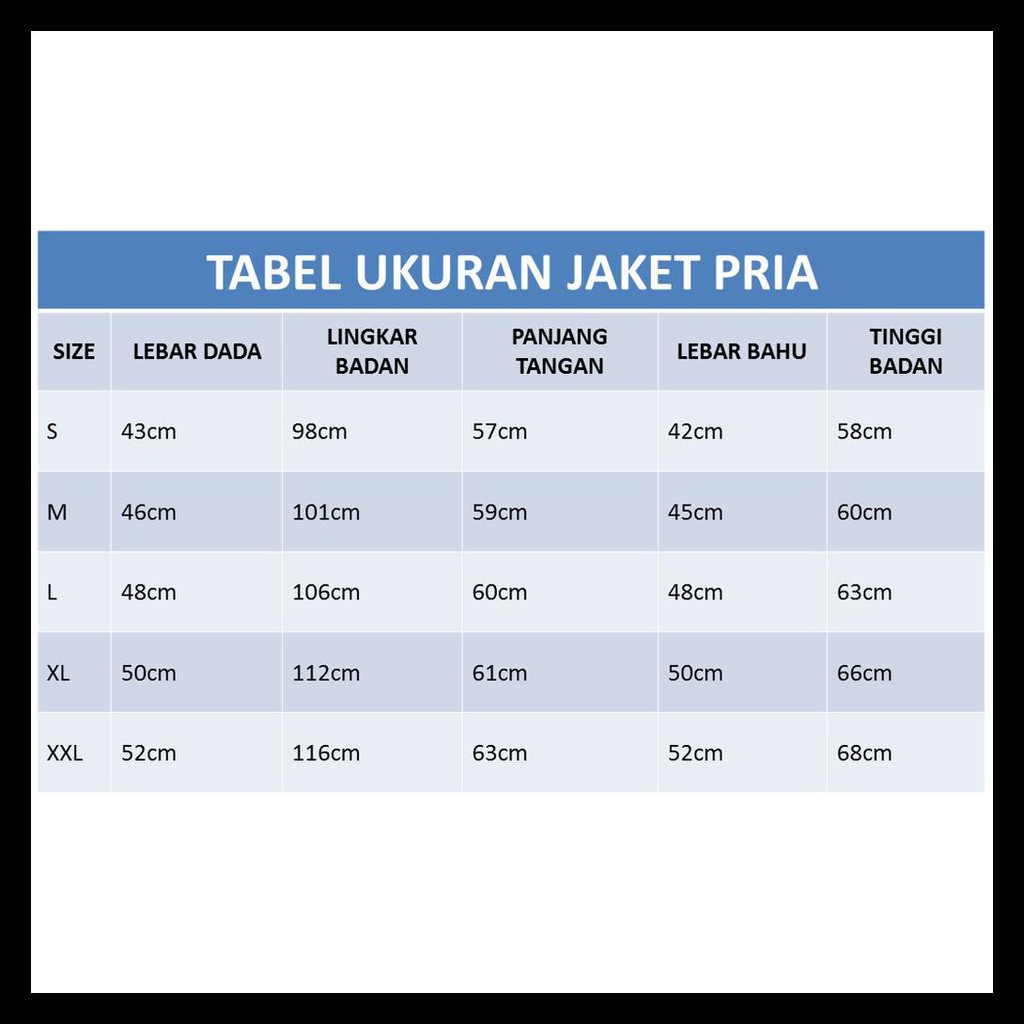 TABEL UKURAN JAKET PRIA
SIZE LEBAR DADA LINGKAR BADAN PANJANG TANGAN LEBAR BAHU TINGGI BADAN
S 43cm 98cm 57cm 42cm 58cm
M 46cm 101cm 59cm 45cm 60cm
L 48cm 106cm 60cm 48cm 63cm
XL 50cm 112cm 61cm 50cm 66cm
XXL 52cm 116cm 63cm 52cm 68cm